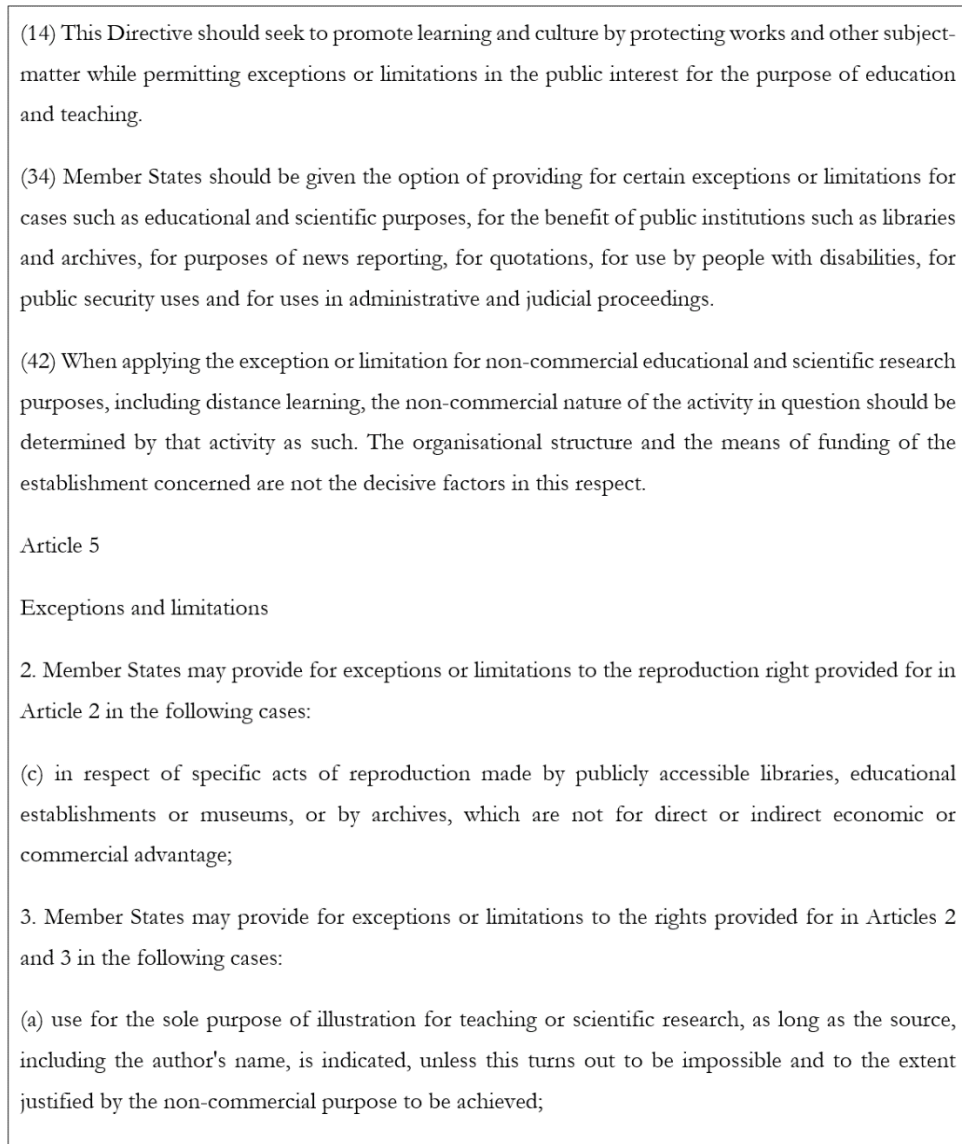 (14) This Directive should seek to promote learning and culture by protecting works and other subject-
matter while permitting exceptions or limitations in the public interest for the purpose of education
and teaching.
(34) Member States should be given the option of providing for certain exceptions or limitations for
cases such as educational and scientific purposes, for the benefit of public institutions such as libraries
and archives, for purposes of news reporting, for quotations, for use by people with disabilities, for
public security uses and for uses in administrative and judicial proceedings.
(42) When applying the exception or limitation for non-commercial educational and scientific research
purposes, including distance learning, the non-commercial nature of the activity in question should be
determined by that activity as such. The organisational structure and the means of funding of the
establishment concerned are not the decisive factors in this respect.
Article 5
Exceptions and limitations
2. Member States may provide for exceptions or limitations to the reproduction right provided for in
Article 2 in the following cases:
(c) in respect of specific acts of reproduction made by publicly accessible libraries, educational
establishments or museums, or by archives, which are not for direct or indirect economic or
commercial advantage;
3. Member States may provide for exceptions or limitations to the rights provided for in Articles 2
and 3 in the following cases:
(a) use for the sole purpose of illustration for teaching or scientific research, as long as the source,
including the author's name, is indicated, unless this turns out to be impossible and to the extent
justified by the non-commercial purpose to be achieved;